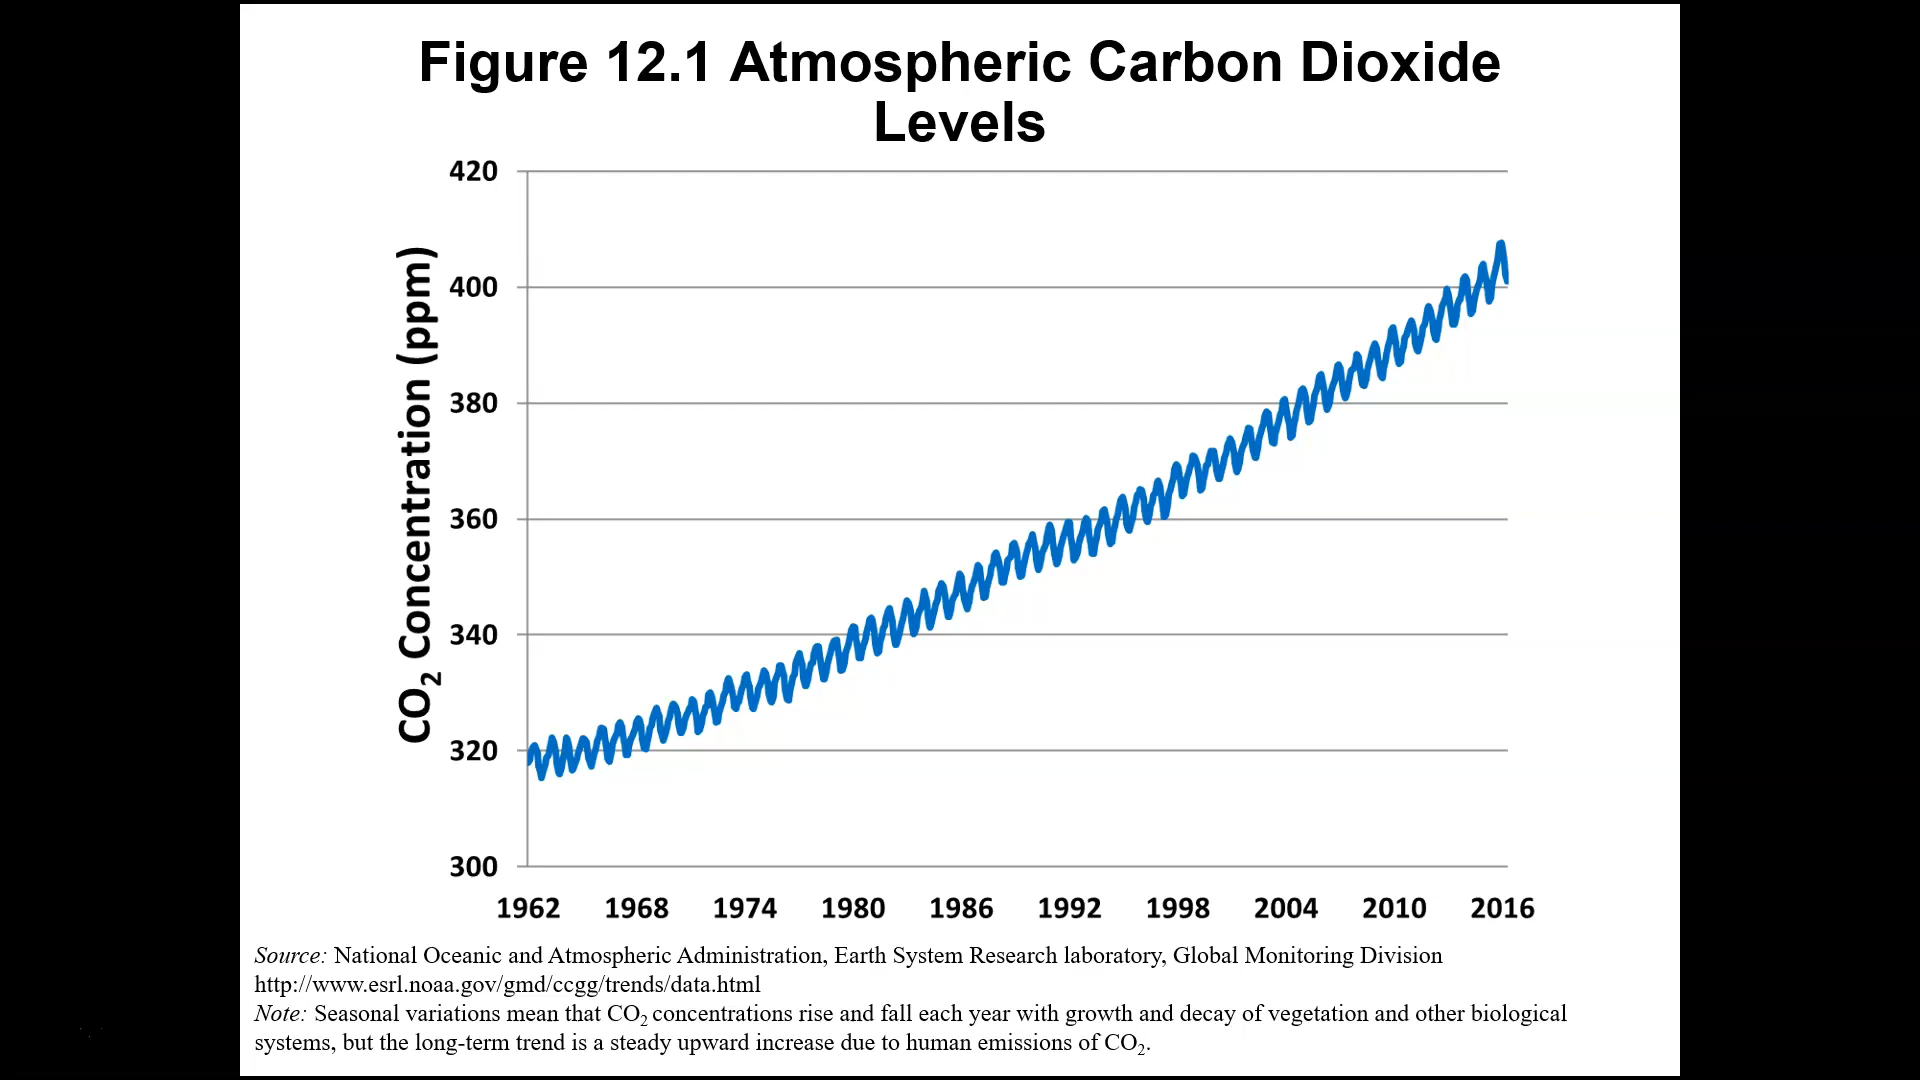 Figure 12.1 Atmospheric Carbon Dioxide
Levels
420
400
380
360
340
320
300
CO₂ Concentration (ppm)
1962 1968 1974 1980 1986 1992 1998 2004 2010 2016
Source: National Oceanic and Atmospheric Administration, Earth System Research laboratory, Global Monitoring Division
http://www.esrl.noaa.gov/gmd/ccgg/trends/data.html
Note: Seasonal variations mean that CO₂ concentrations rise and fall each year with growth and decay of vegetation and other biological
systems, but the long-term trend is a steady upward increase due to human emissions of CO₂.